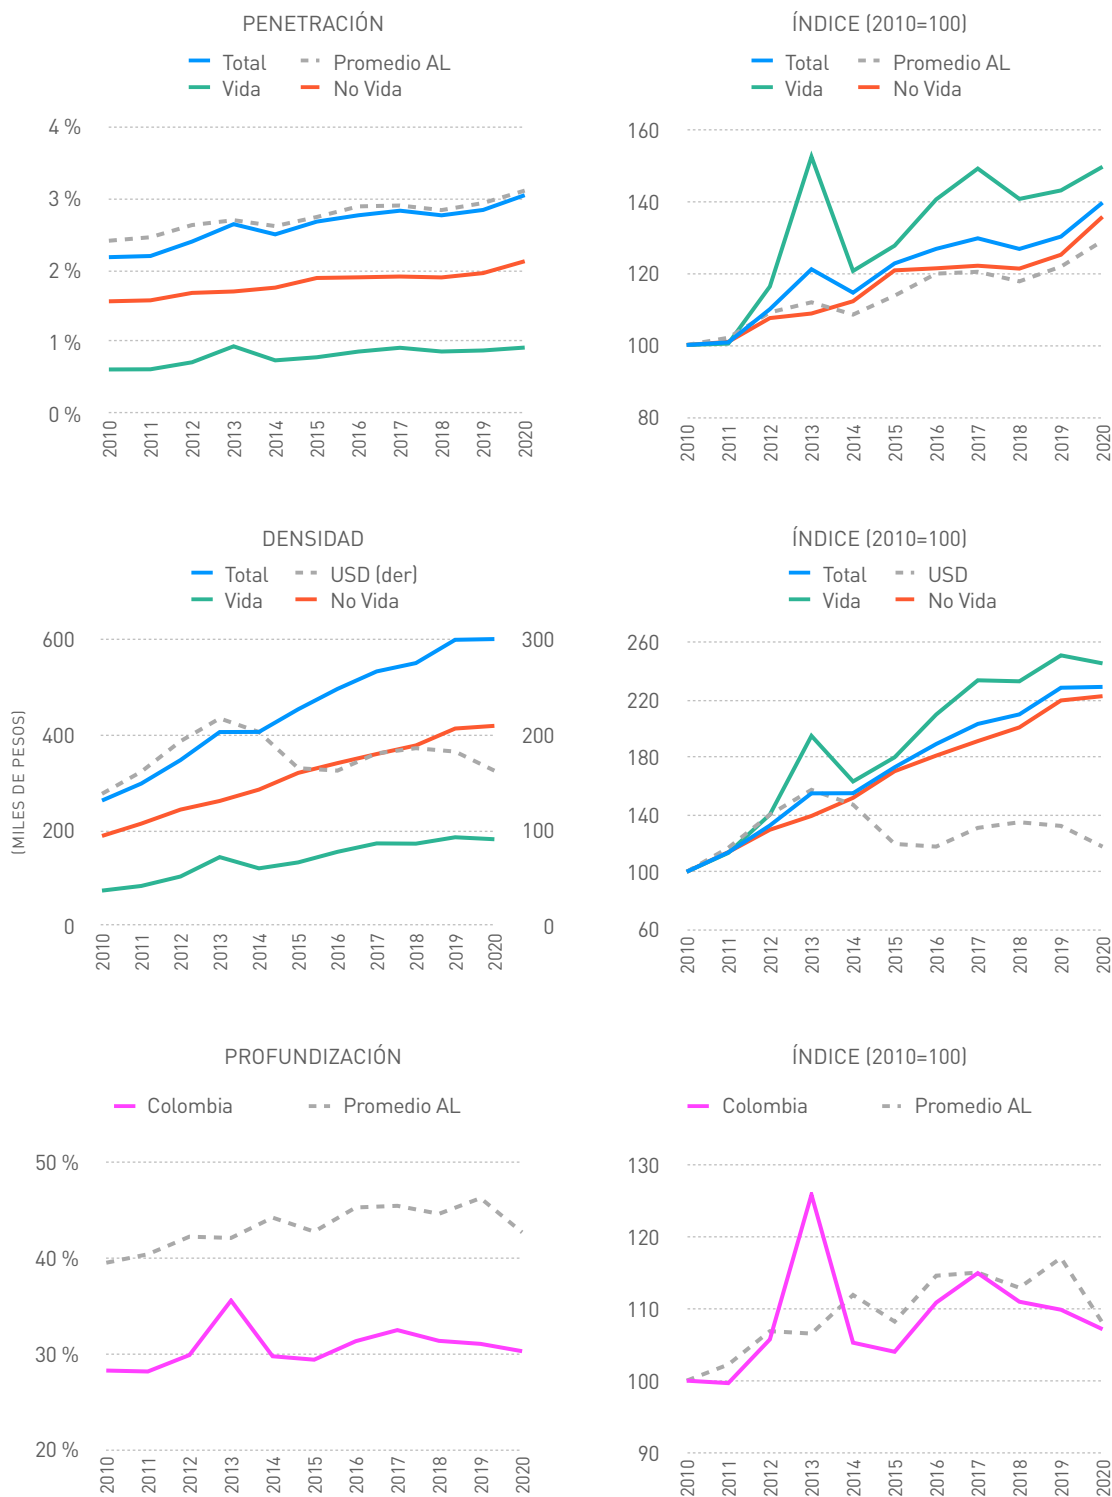 PENETRACIÓN
Total Promedio AL
Vida No Vida
4 %
3 %
2 %
1 %
0 %
2010 2011 2012 2013 2014 2015 2016 2017 2018 2019 2020
ÍNDICE (2010=100)
Total Promedio AL
Vida No Vida
160
140
120
100
80
2010 2011 2012 2013 2014 2015 2016 2017 2018 2019 2020
DENSIDAD
Total USD (der)
Vida No Vida
(MILES DE PESOS)
600 300
400 200
200 100
0 0
2010 2011 2012 2013 2014 2015 2016 2017 2018 2019 2020
ÍNDICE (2010=100)
Total USD
Vida No Vida
260
220
180
140
100
60
2010 2011 2012 2013 2014 2015 2016 2017 2018 2019 2020
PROFUNDIZACIÓN
Colombia Promedio AL
50 %
40 %
30 %
20 %
2010 2011 2012 2013 2014 2015 2016 2017 2018 2019 2020
ÍNDICE (2010=100)
Colombia Promedio AL
130
120
110
100
90
2010 2011 2012 2013 2014 2015 2016 2017 2018 2019 2020